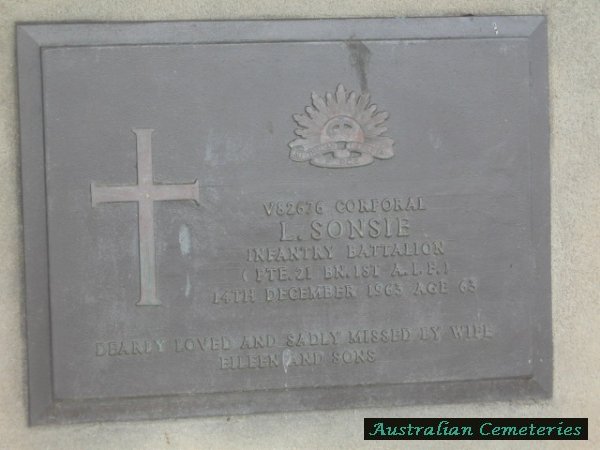 V82676 CORPORAL
L. SONSIE
INFANTRY BATTALION
( PTE. 21 BN. 1ST A.I.F. )
14TH DECEMBER 1963 AGE 63
DEARLY LOVED AND SADLY MISSED BY WIFE
EILEEN AND SONS
Australian Cemeteries